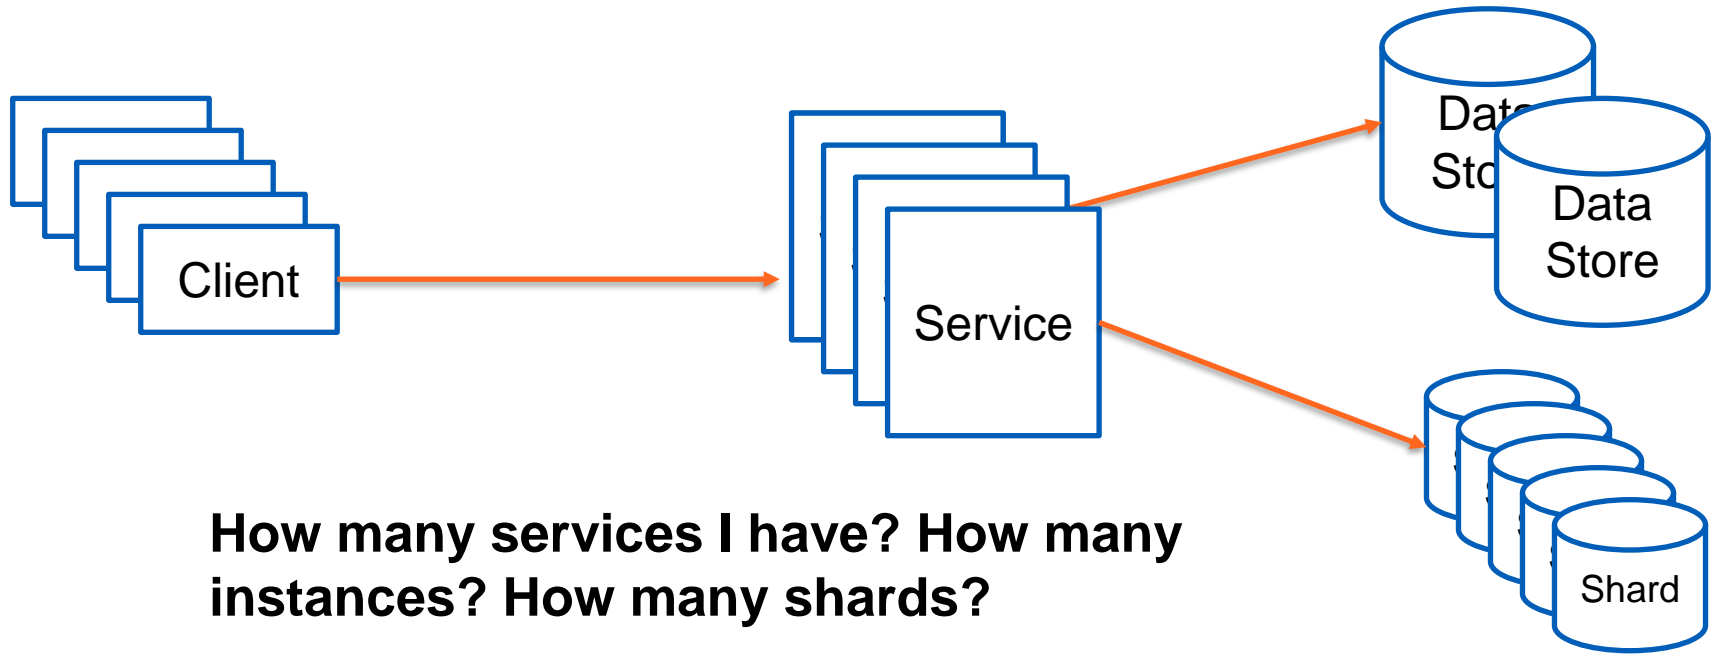 Data
Store
Client
Service
Shard
How many services I have? How many
instances? How many shards?